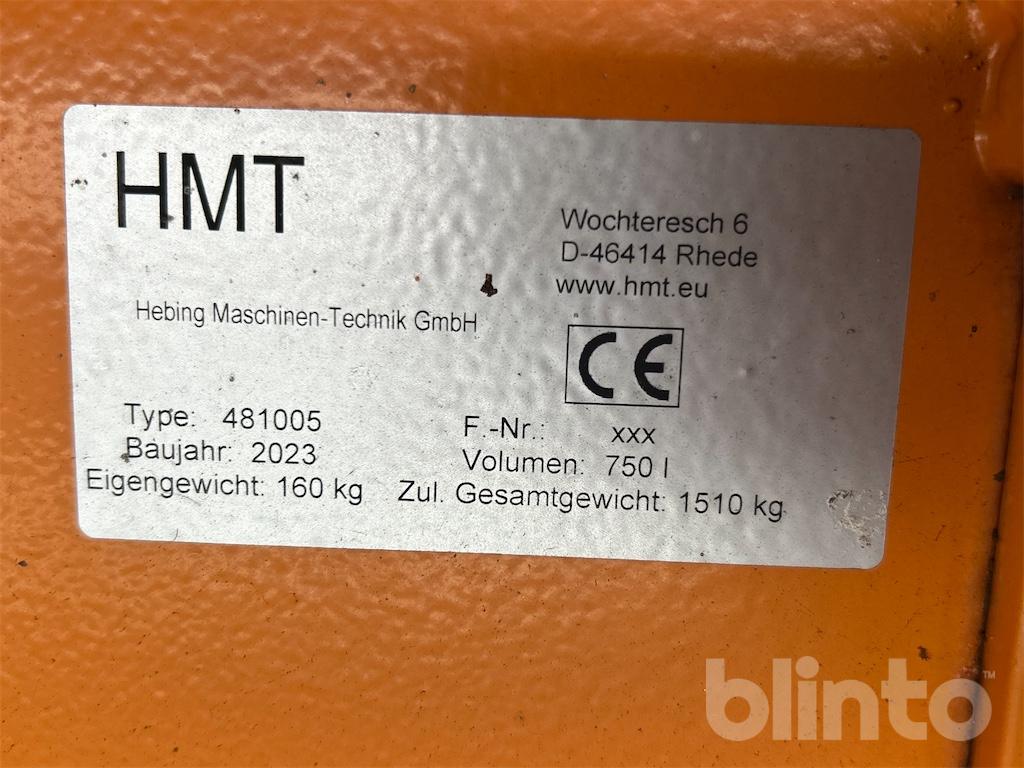 HMT
Wochteresch 6
D-46414 Rhede
www.hmt.eu
Hebing Maschinen-Technik GmbH
CE
Type: 481005
F.-Nr.: xxx
Baujahr: 2023
Volumen: 750 l
Eigengewicht: 160 kg
Zul. Gesamtgewicht: 1510 kg
blinto™